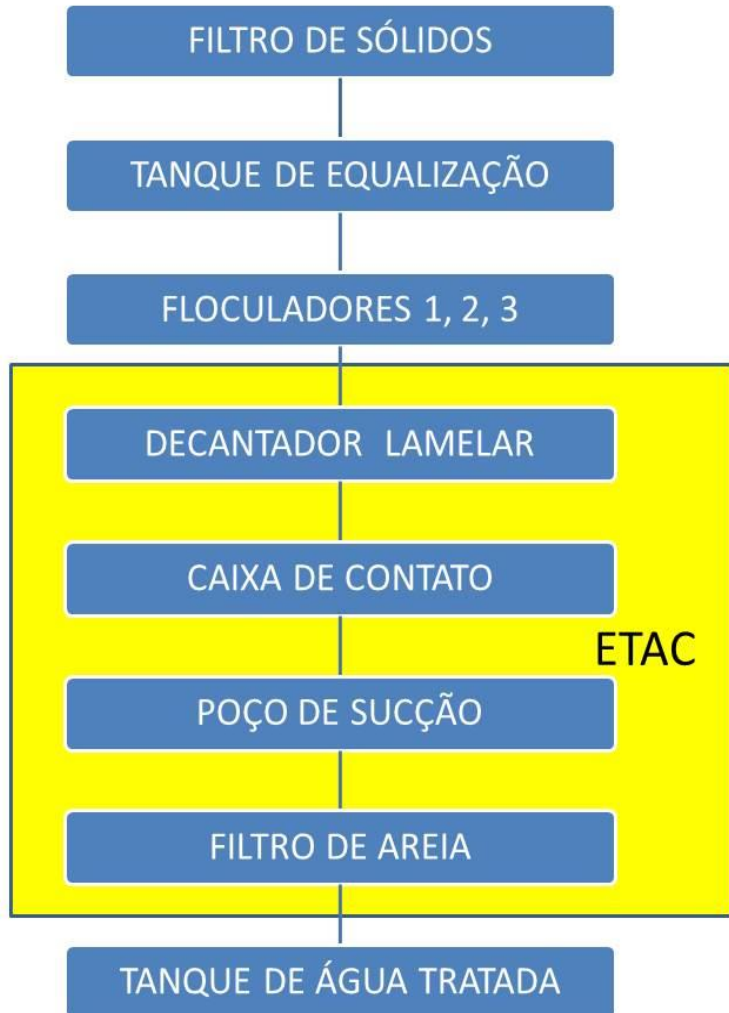 FILTRO DE SÓLIDOS
TANQUE DE EQUALIZAÇÃO
FLOCULADORES 1, 2, 3
DECANTADOR LAMELAR
CAIXA DE CONTATO
ETAC
POÇO DE SUCÇÃO
FILTRO DE AREIA
TANQUE DE ÁGUA TRATADA